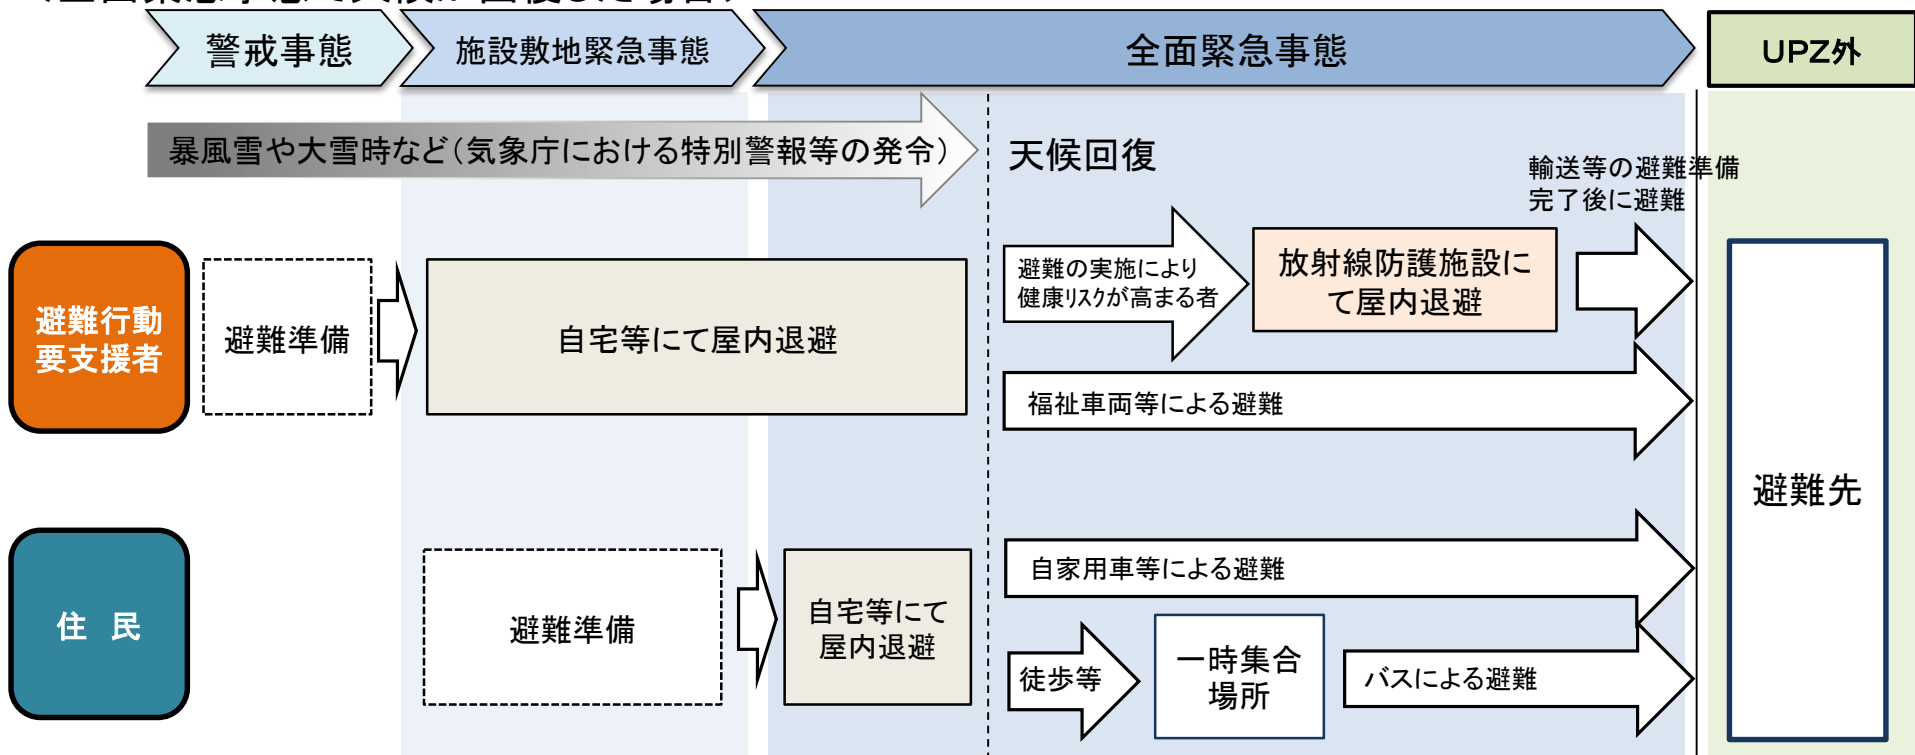 警戒事態
施設敷地緊急事態
全面緊急事態
UPZ外
暴風雪や大雪時など（気象庁における特別警報等の発令）
天候回復
輸送等の避難準備
完了後に避難
避難行動
要支援者
避難準備
自宅等にて屋内退避
避難の実施により
健康リスクが高まる者
放射線防護施設に
て屋内退避
福祉車両等による避難
避難先
住　民
避難準備
自宅等にて
屋内退避
自家用車等による避難
徒歩等
一時集合
場所
バスによる避難